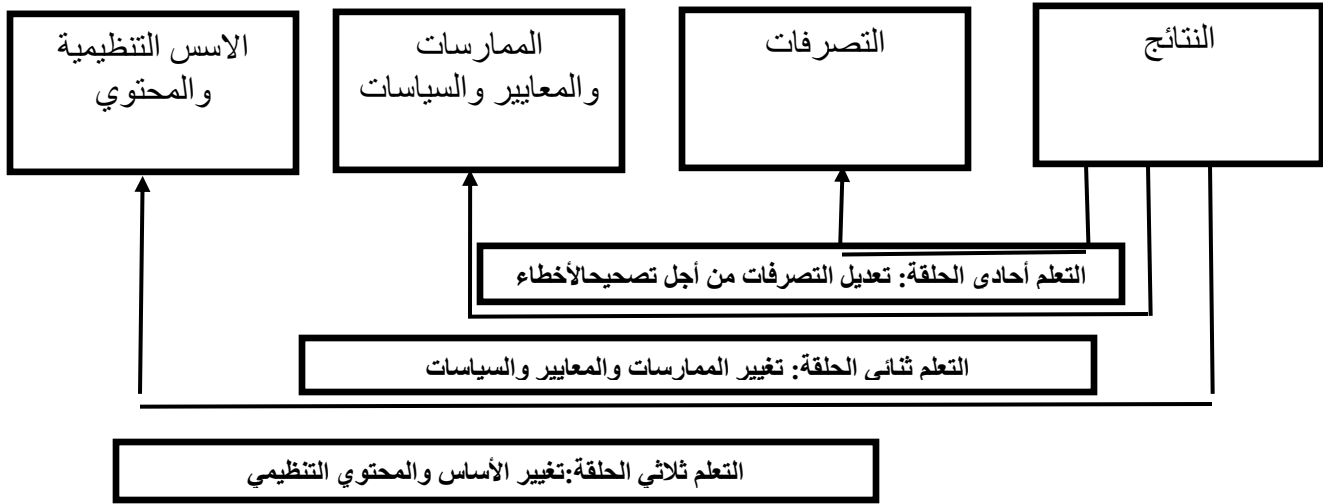 النتائج
التصرفات
الممارسات
والمعايير والسياسات
الاسس التنظيمية
والمحتوي
التعلم أحادى الحلقة: تعديل التصرفات من أجل تصحيحالأخطاء
التعلم ثنائى الحلقة: تغيير الممارسات والمعايير والسياسات
التعلم ثلاثي الحلقة:تغيير الأساس والمحتوي التنظيمي